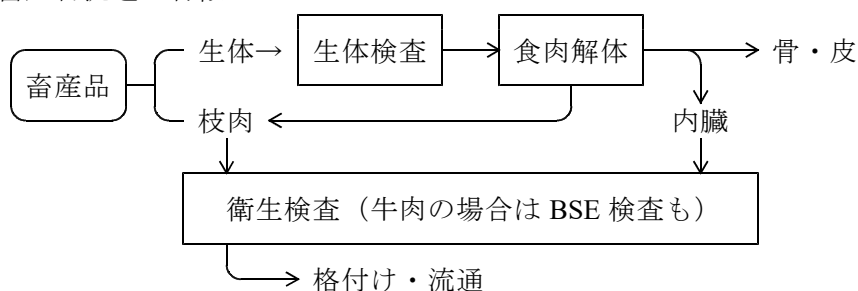 生体→
生体検査
食肉解体
骨・皮
畜産品
枝肉
内臓
衛生検査（牛肉の場合は BSE 検査も）
格付け・流通